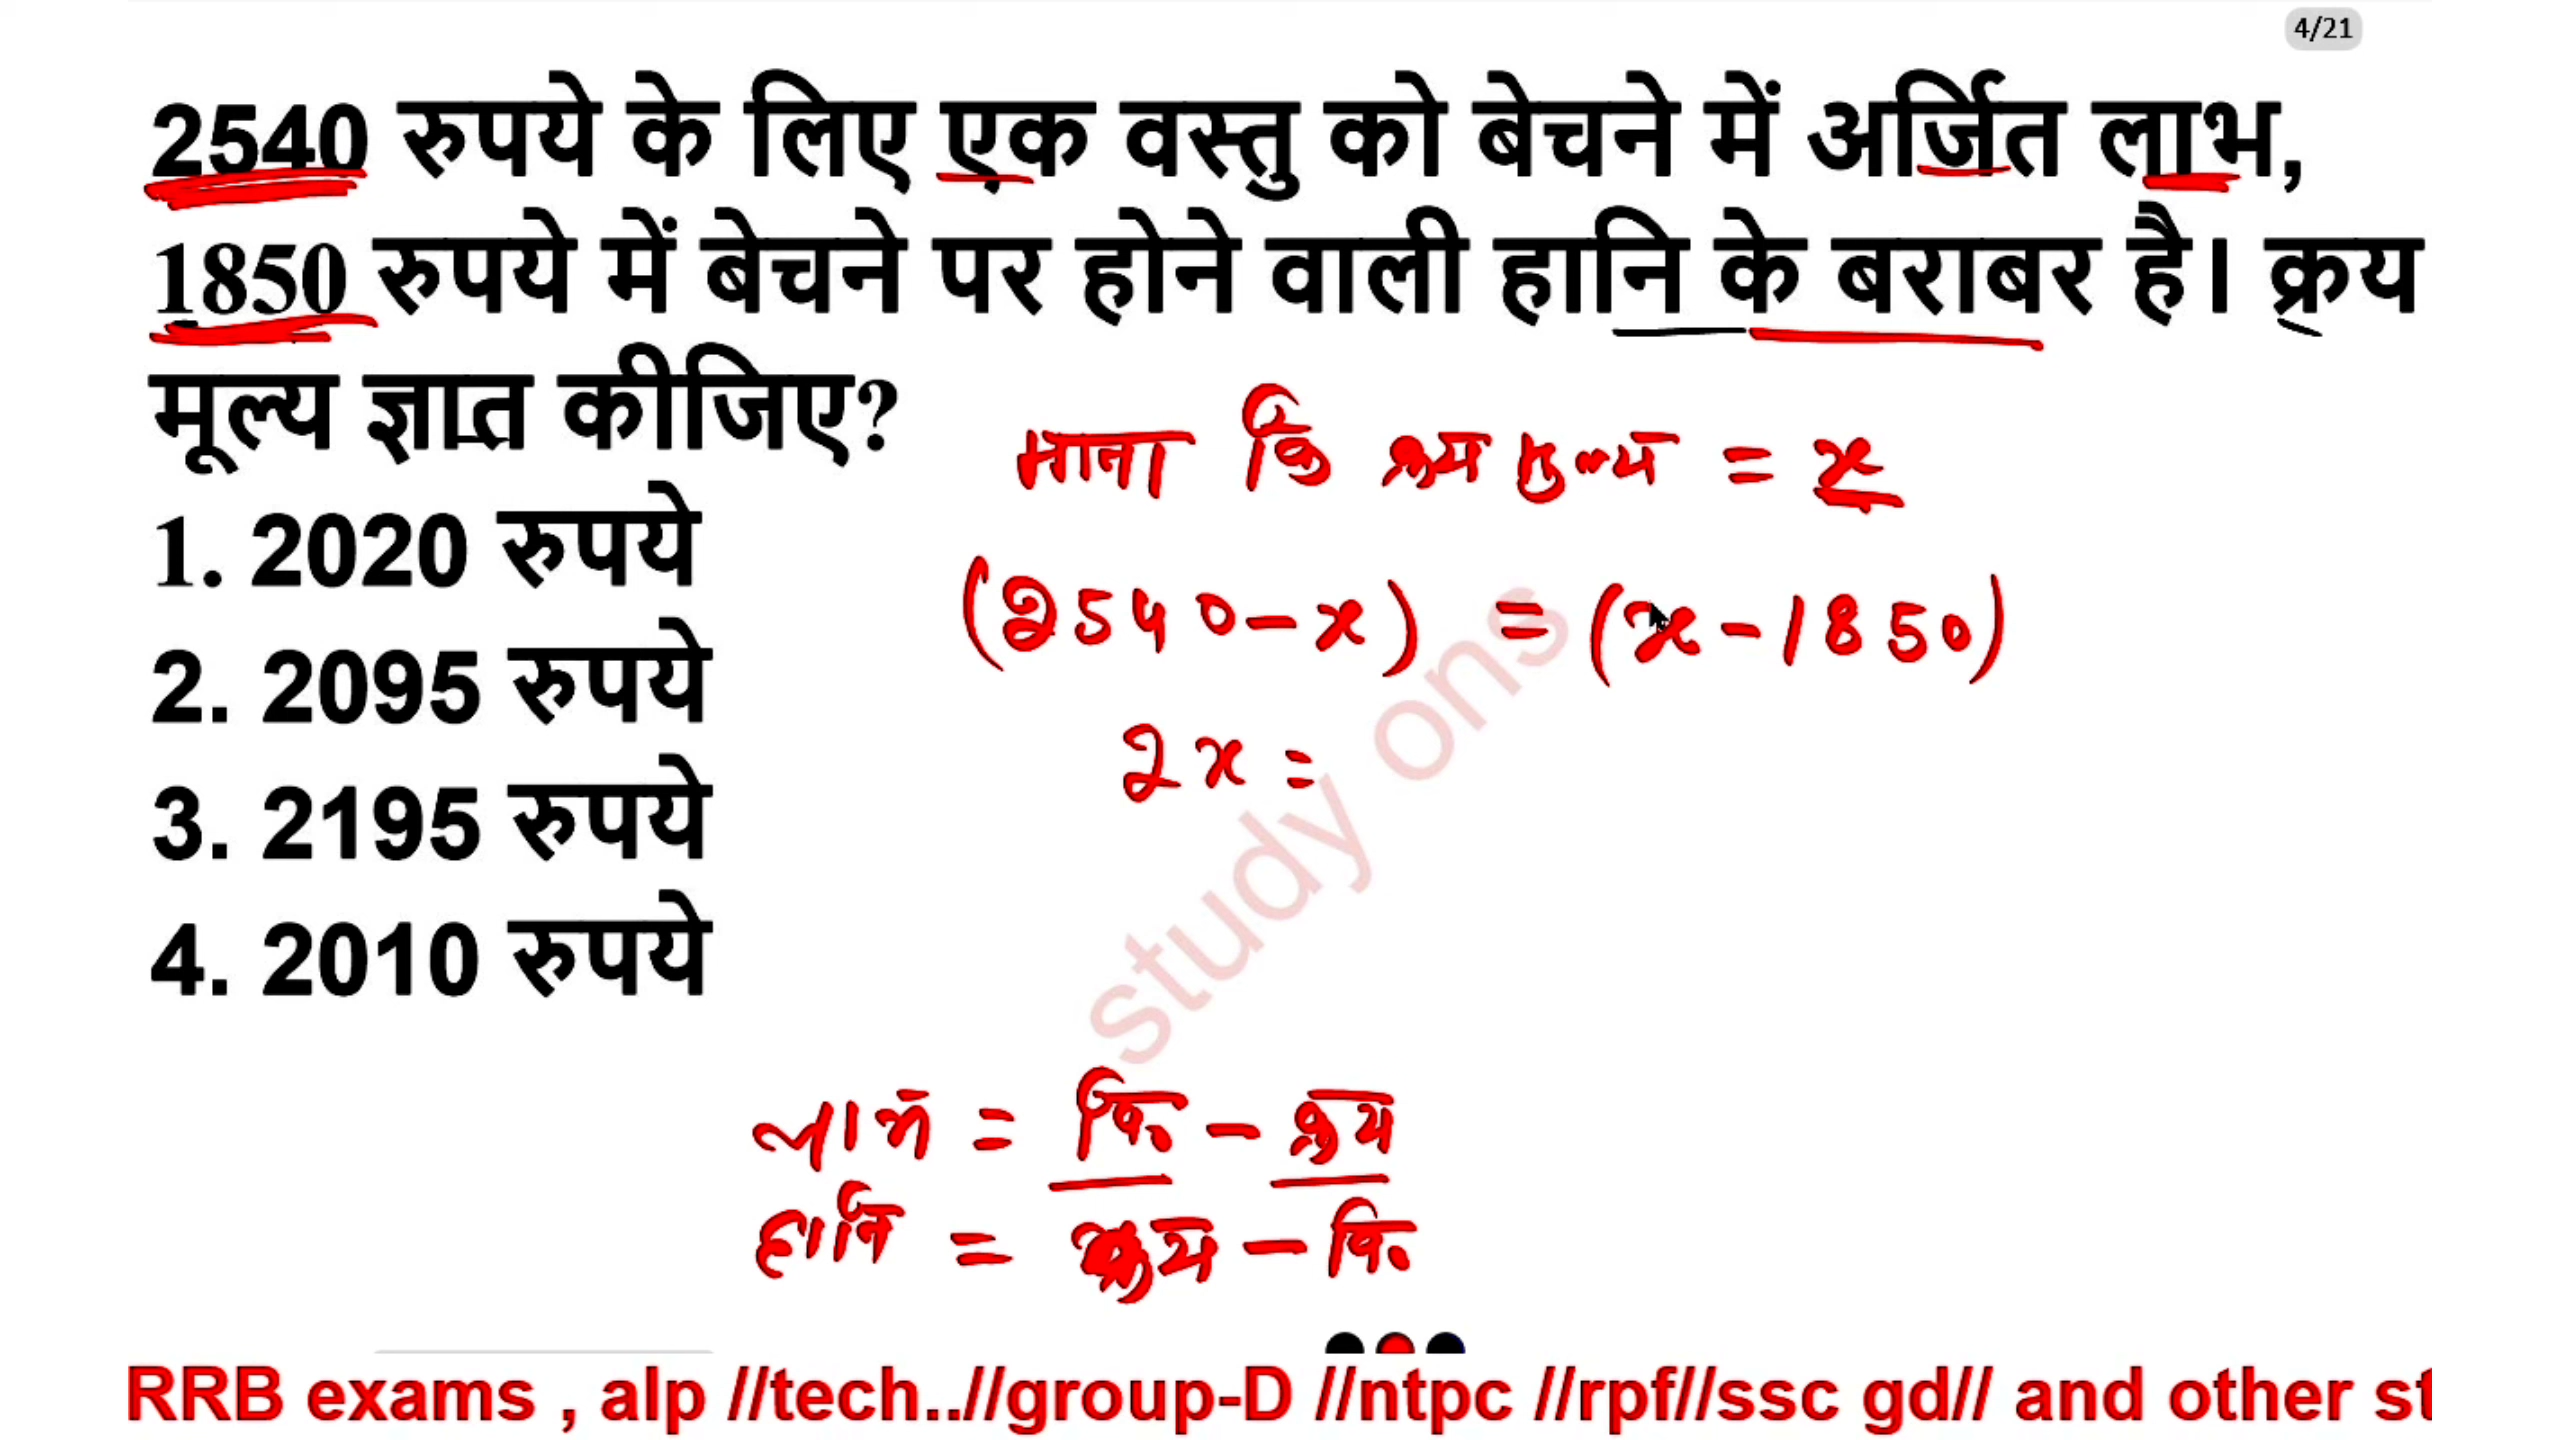 4/21
2540 रुपये के लिए एक वस्तु को बेचने में अर्जित लाभ,
1850 रुपये में बेचने पर होने वाली हानि के बराबर है। क्रय
मूल्य ज्ञात कीजिए?
माना कि क्रय मुल्य = x
1. 2020 रुपये
(2540-x) = (x-1850)
2. 2095 रुपये
2x =
3. 2195 रुपये
4. 2010 रुपये
study ons
लाभ = वि. - क्रय
हानि = क्रय - वि.
RRB exams , alp //tech..//group-D //ntpc //rpf//ssc gd// and other st